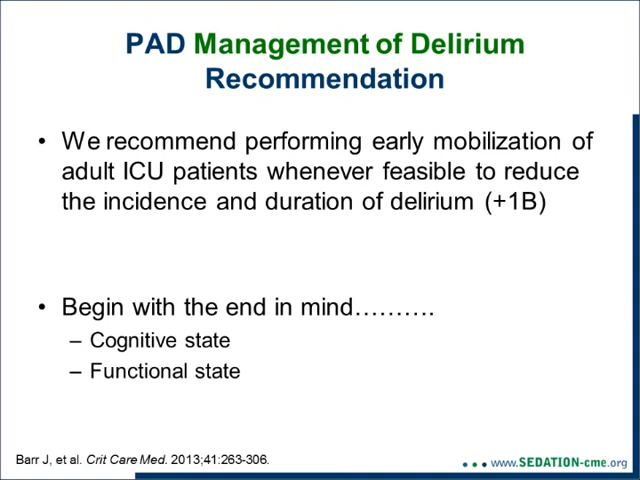 PAD Management of Delirium
Recommendation
• We recommend performing early mobilization of
adult ICU patients whenever feasible to reduce
the incidence and duration of delirium (+1B)
• Begin with the end in mind……….
– Cognitive state
– Functional state
Barr J, et al. Crit Care Med. 2013;41:263-306.
www.SEDATION-cme.org